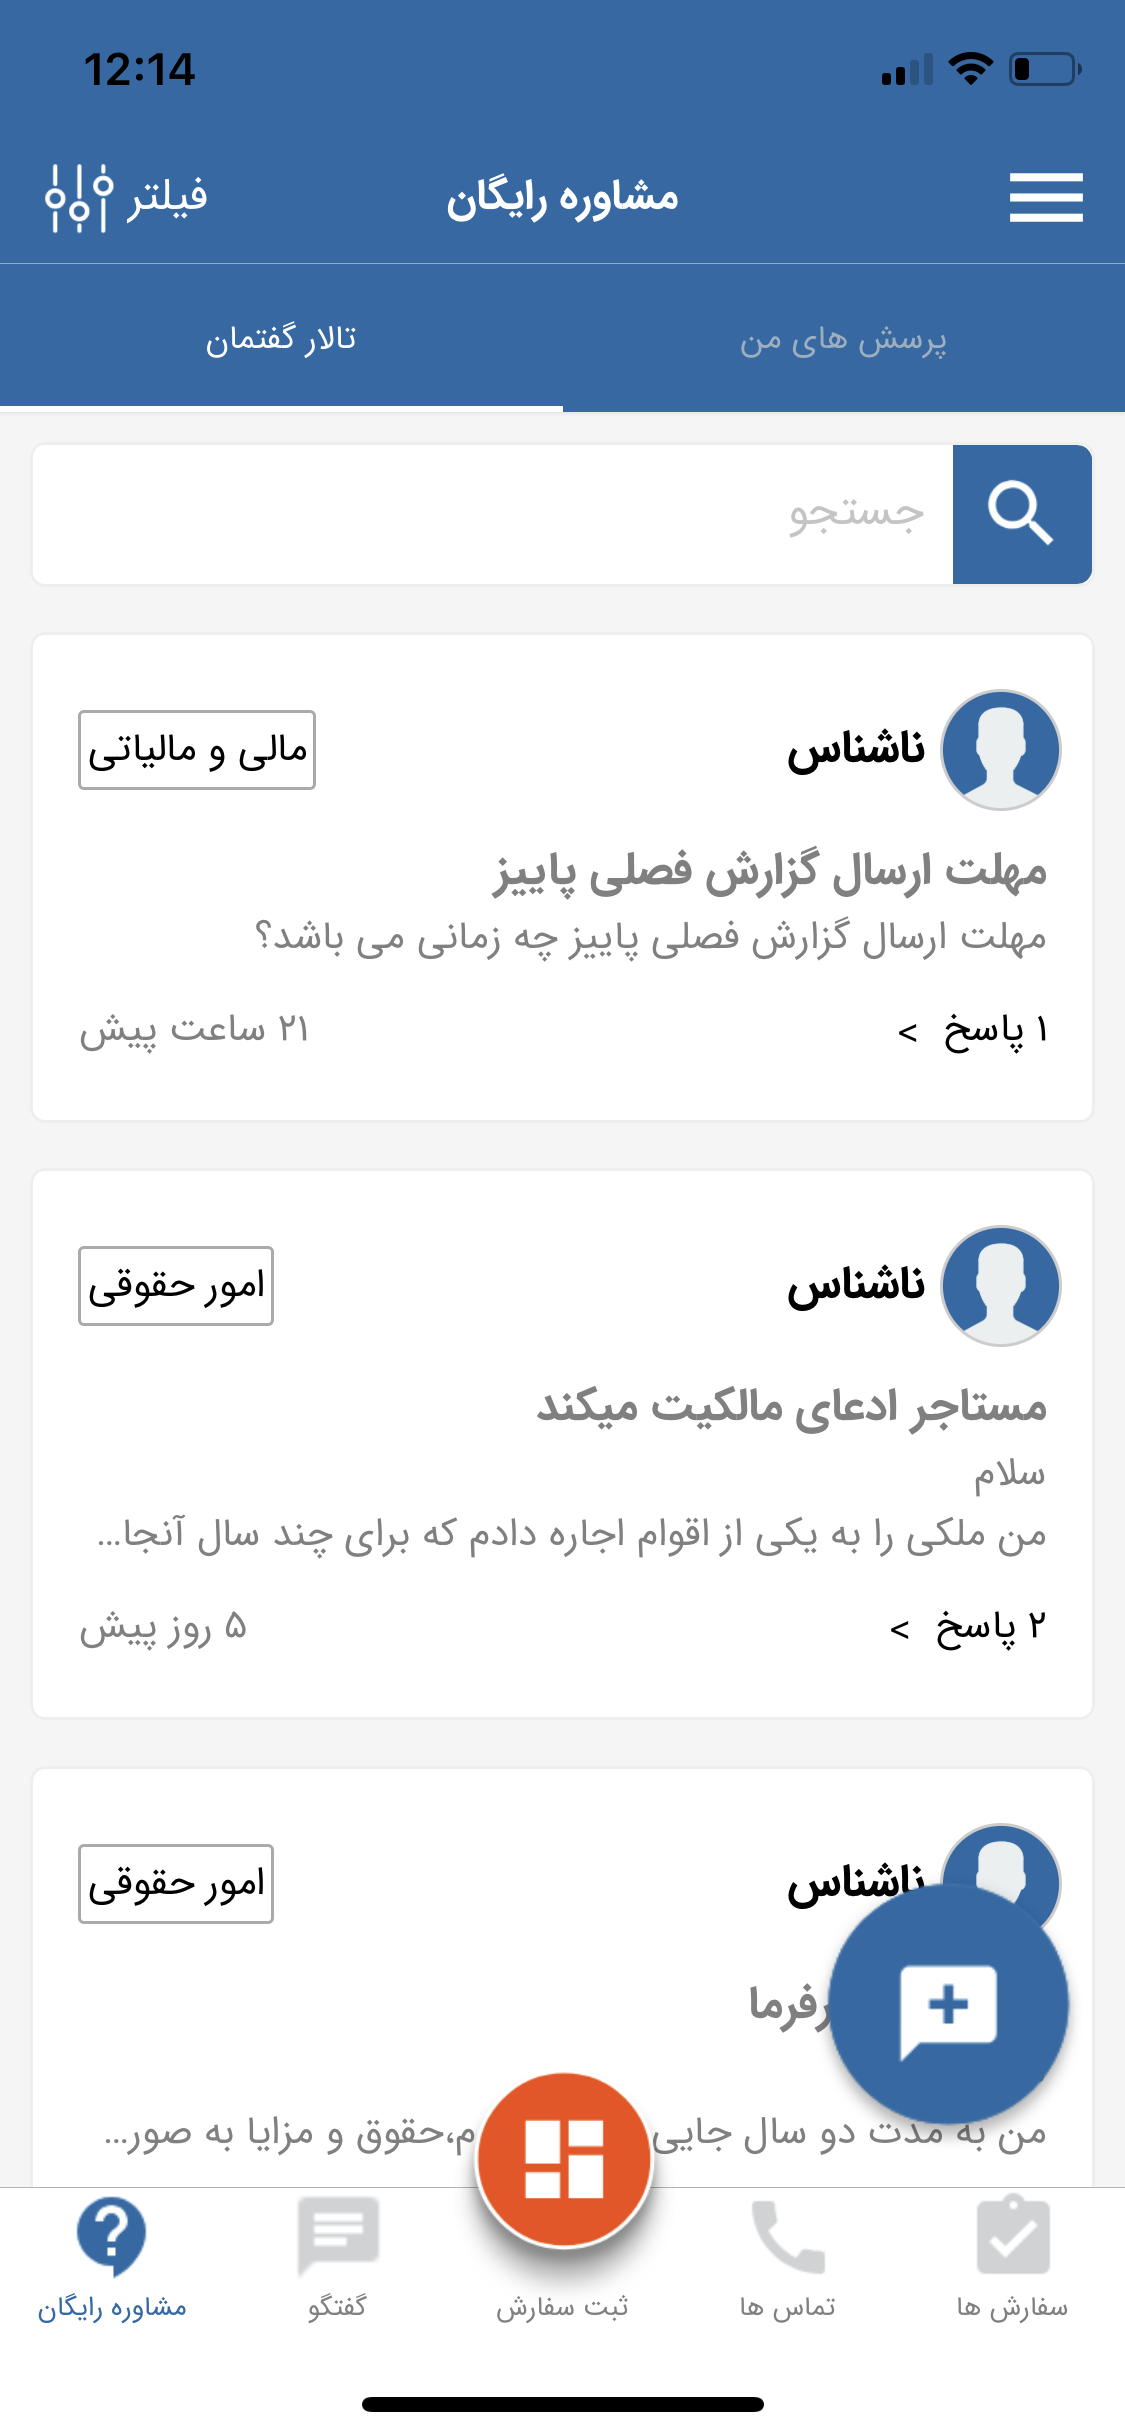 12:14
مشاوره رایگان
فیلتر
پرسش های من
تالار گفتمان
جستجو
ناشناس
مالی و مالیاتی
مهلت ارسال گزارش فصلی پاییز
مهلت ارسال گزارش فصلی پاییز چه زمانی می باشد؟
۱ پاسخ >
۲۱ ساعت پیش
ناشناس
امور حقوقی
مستاجر ادعای مالکیت میکند
سلام
من ملکی را به یکی از اقوام اجاره دادم که برای چند سال آنجا...
۲ پاسخ >
۵ روز پیش
ناشناس
امور حقوقی
من به مدت دو سال جایی حقوق و مزایا به صور...
سفارش ها
تماس ها
ثبت سفارش
گفتگو
مشاوره رایگان